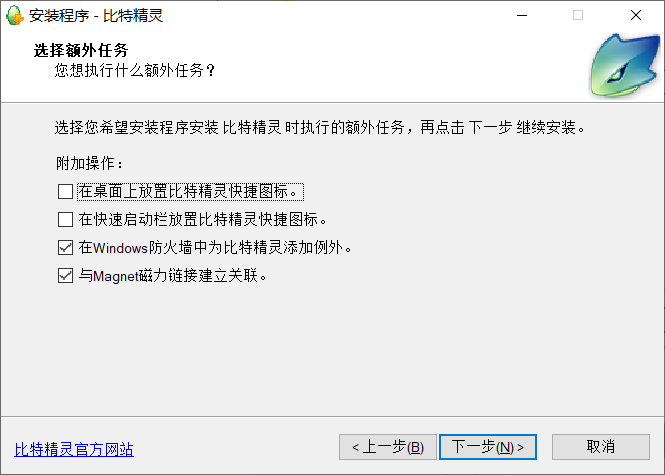 安装程序 - 比特精灵
选择额外任务
您想执行什么额外任务？
选择您希望安装程序安装 比特精灵 时执行的额外任务，再点击 下一步 继续安装。
附加操作：
在桌面上放置比特精灵快捷图标。
在快速启动栏放置比特精灵快捷图标。
在Windows防火墙中为比特精灵添加例外。
与Magnet磁力链接建立关联。
比特精灵官方网站
< 上一步(B)
下一步(N) >
取消